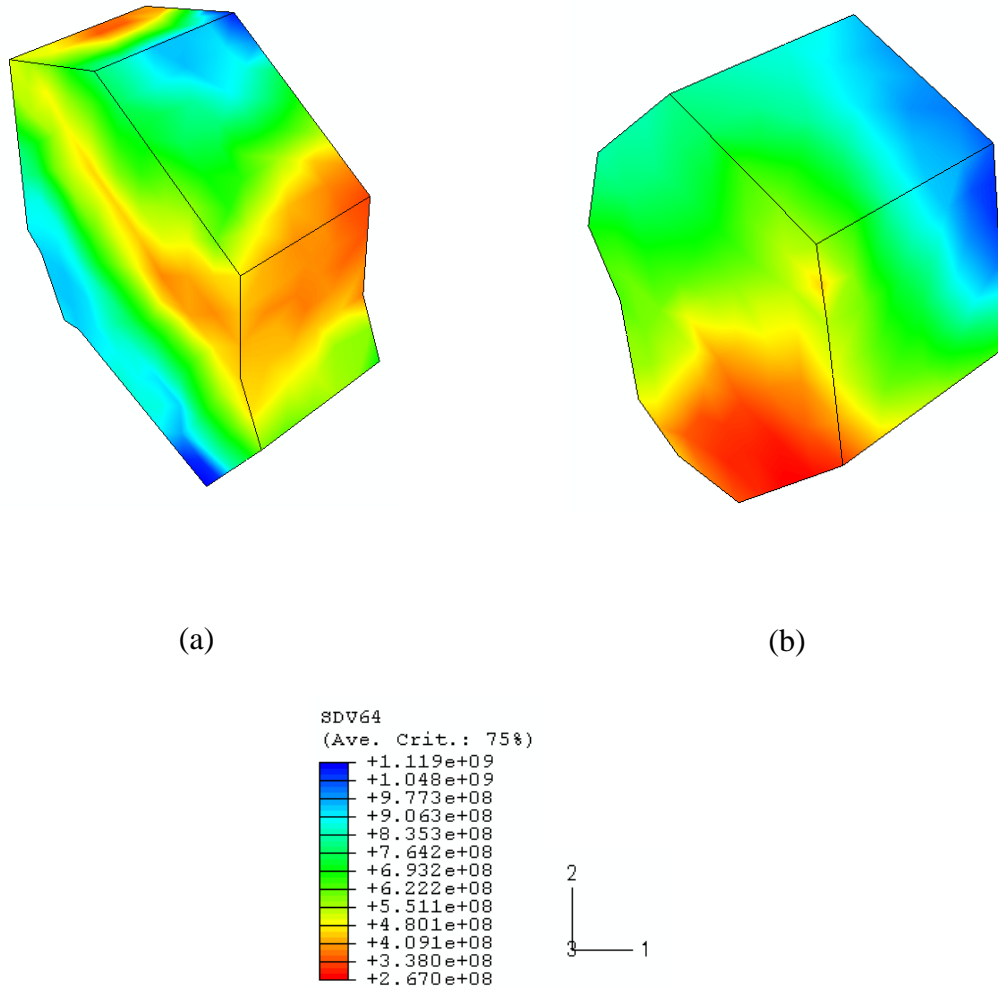 (a)
(b)
SDV64
(Ave. Crit.: 75%)
+1.119e+09
+1.048e+09
+9.773e+08
+9.063e+08
+8.353e+08
+7.642e+08
+6.932e+08
+6.222e+08
+5.511e+08
+4.801e+08
+4.091e+08
+3.380e+08
+2.670e+08
2
3
1